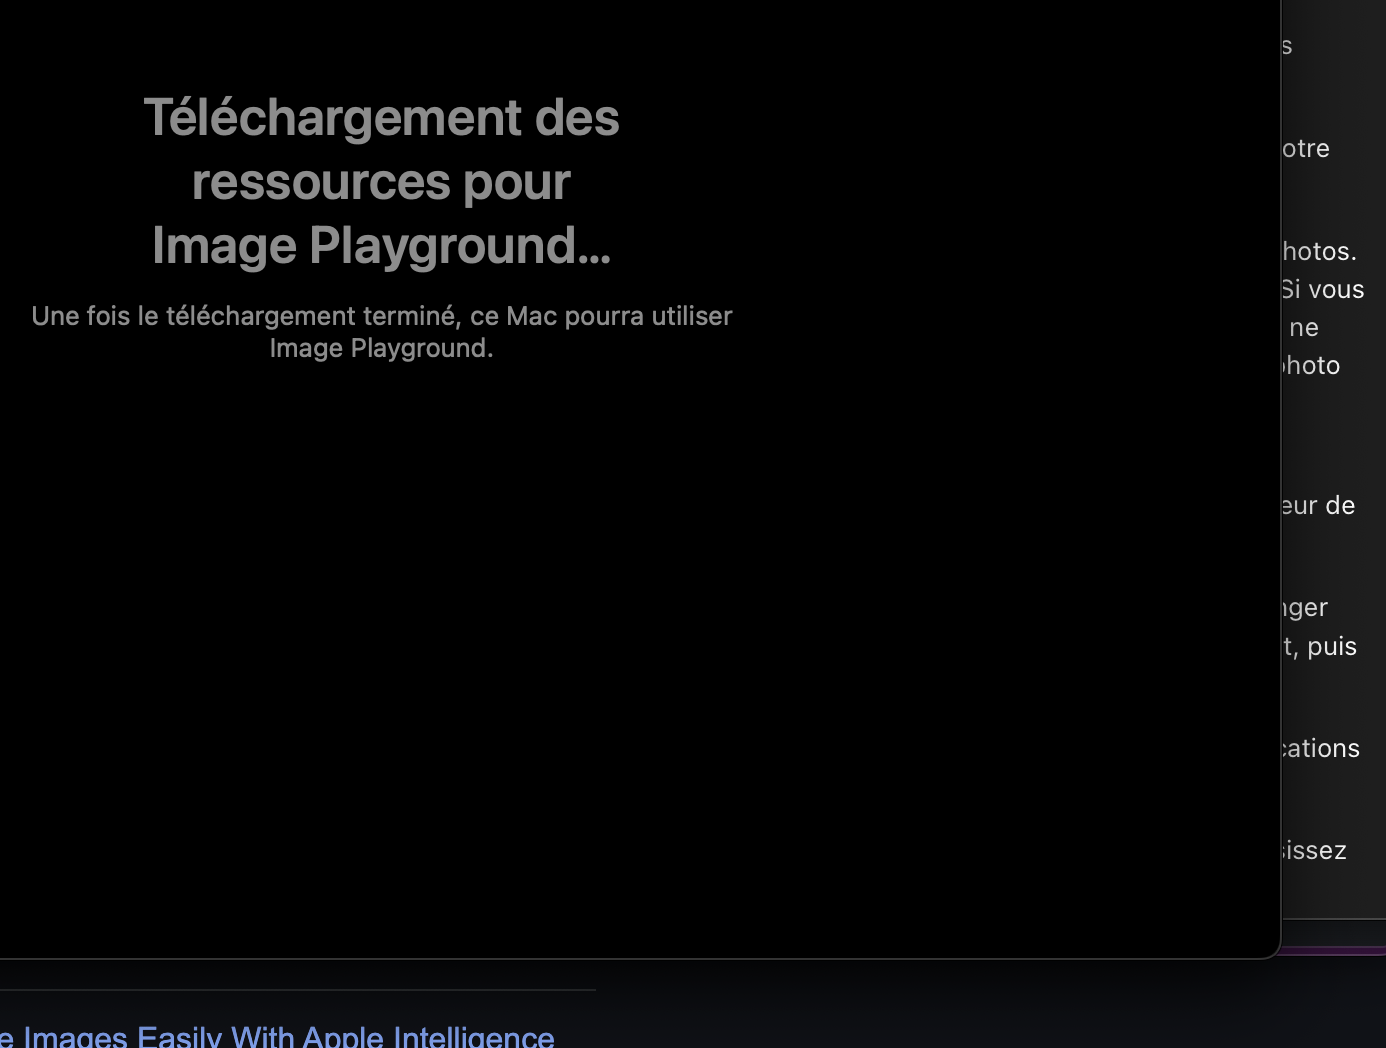 Téléchargement des
ressources pour
Image Playground...
Une fois le téléchargement terminé, ce Mac pourra utiliser
Image Playground.
s
otre
hotos.
Si vous
ne
hoto
eur de
ger
t, puis
cations
issez
e Images Easily With Apple Intelligence